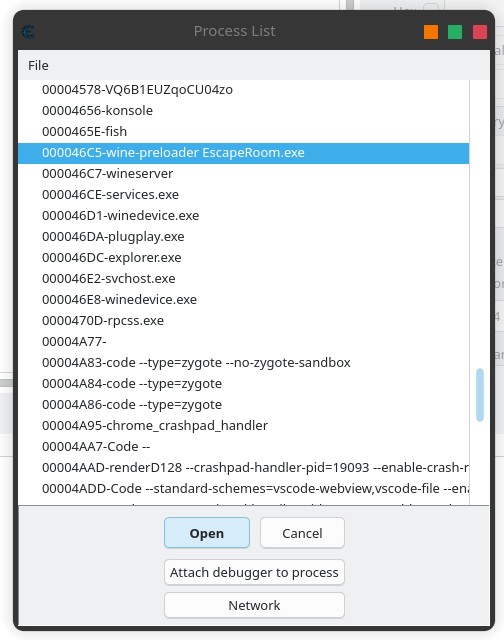 Process List
File
00004578-VQ6B1EUZqoCU04zo
00004656-konsole
0000465E-fish
000046C5-wine-preloader EscapeRoom.exe
000046C7-wineserver
000046CE-services.exe
000046D1-winedevice.exe
000046DA-plugplay.exe
000046DC-explorer.exe
000046E2-svchost.exe
000046E8-winedevice.exe
0000470D-rpcss.exe
00004A77-
00004A83-code --type=zygote --no-zygote-sandbox
00004A84-code --type=zygote
00004A86-code --type=zygote
00004A95-chrome_crashpad_handler
00004AA7-Code --
00004AAD-renderD128 --crashpad-handler-pid=19093 --enable-crash-r
00004ADD-Code --standard-schemes=vscode-webview,vscode-file --ena
Open
Cancel
Attach debugger to process
Network